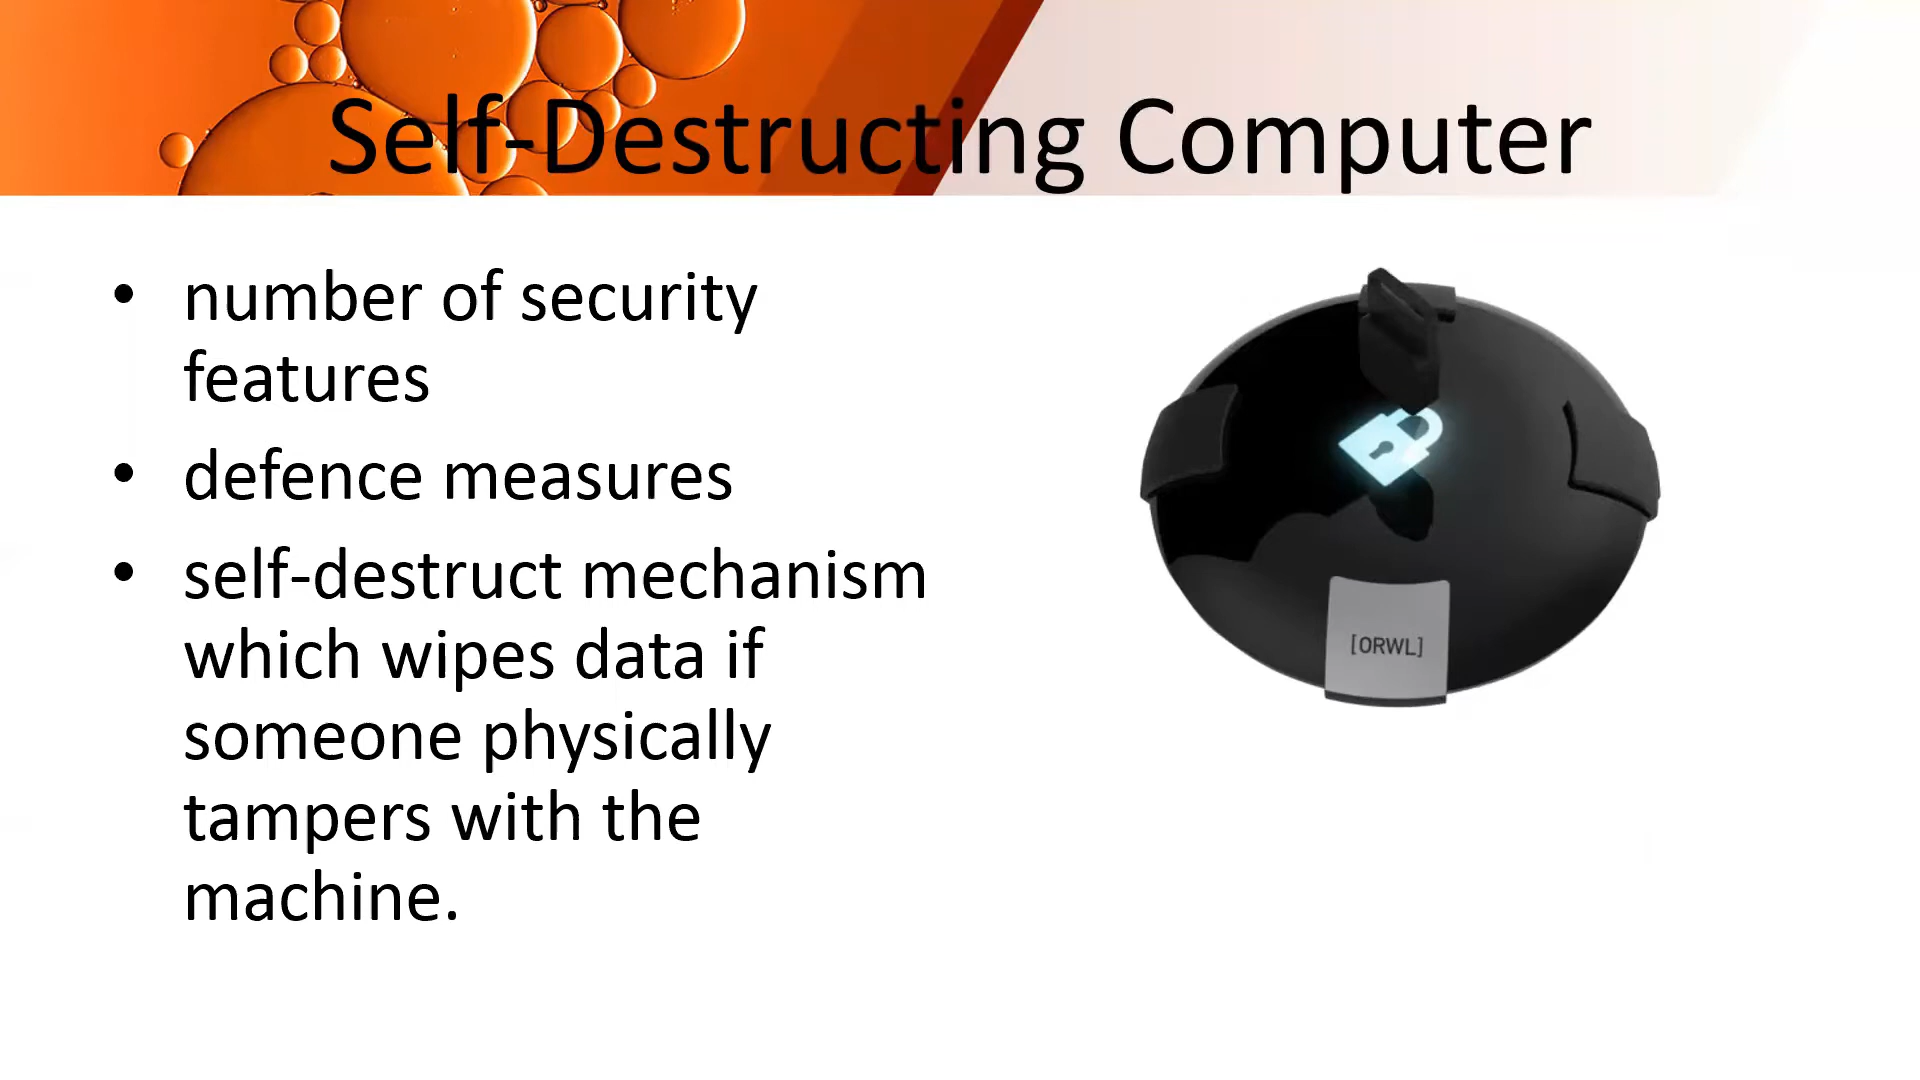 Self-Destructing Computer
• number of security
features
• defence measures
• self-destruct mechanism
which wipes data if
someone physically
tampers with the
machine.
[ORWL]